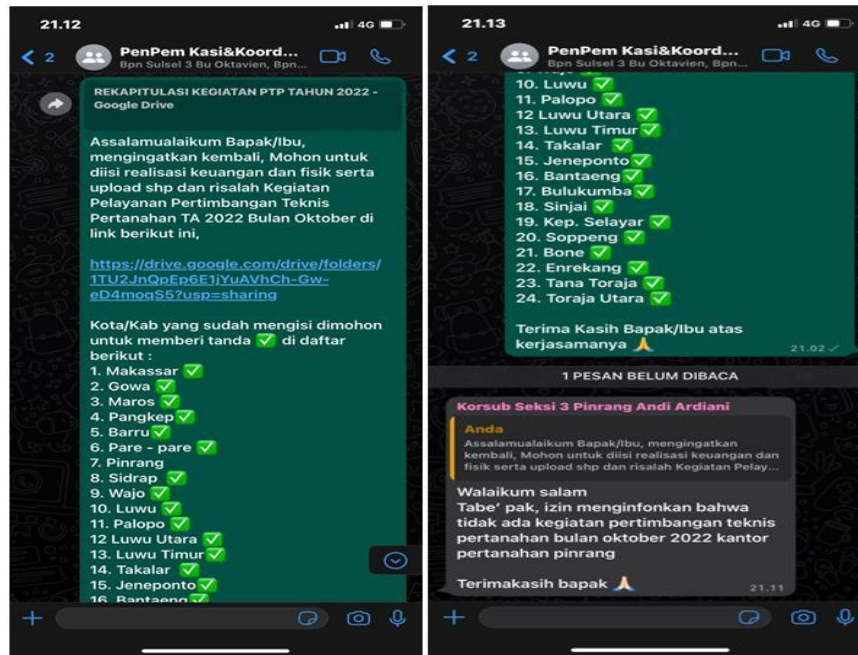 21.12
4G
2
PenPem Kasi&Koord...
Bpn Sulsel 3 Bu Oktavien, Bpn...
REKAPITULASI KEGIATAN PTP TAHUN 2022 -
Google Drive
Assalamualaikum Bapak/Ibu,
mengingatkan kembali, Mohon untuk
diisi realisasi keuangan dan fisik serta
upload shp dan risalah Kegiatan
Pelayanan Pertimbangan Teknis
Pertanahan TA 2022 Bulan Oktober di
link berikut ini,
https://drive.google.com/drive/folders/
1TU2JnQpEp6E1jYuAVhCh-Gw-
eD4moqS5?usp=sharing
Kota/Kab yang sudah mengisi dimohon
untuk memberi tanda ✅ di daftar
berikut :
1. Makassar ✅
2. Gowa ✅
3. Maros ✅
4. Pangkep✅
5. Barru✅
6. Pare - pare ✅
7. Pinrang
8. Sidrap ✅
9. Wajo ✅
10. Luwu ✅
11. Palopo ✅
12 Luwu Utara ✅
13. Luwu Timur✅
14. Takalar ✅
15. Jeneponto✅
16. Bantaeng✅
21.13
4G
2
PenPem Kasi&Koord...
Bpn Sulsel 3 Bu Oktavien, Bpn...
9. Wajo ✅
10. Luwu ✅
11. Palopo ✅
12 Luwu Utara ✅
13. Luwu Timur✅
14. Takalar ✅
15. Jeneponto✅
16. Bantaeng✅
17. Bulukumba✅
18. Sinjai ✅
19. Kep. Selayar ✅
20. Soppeng ✅
21. Bone ✅
22. Enrekang ✅
23. Tana Toraja ✅
24. Toraja Utara ✅
Terima Kasih Bapak/Ibu atas
kerjasamanya 🙏
21.02
1 PESAN BELUM DIBACA
Korsub Seksi 3 Pinrang Andi Ardiani
Anda
Assalamualaikum Bapak/Ibu, mengingatkan
kembali, Mohon untuk diisi realisasi keuangan dan
fisik serta upload shp dan risalah Kegiatan Pelay...
Walaikum salam
Tabe' pak, izin menginfonkan bahwa
tidak ada kegiatan pertimbangan teknis
pertanahan bulan oktober 2022 kantor
pertanahan pinrang
Terimakasih bapak 🙏
21.11